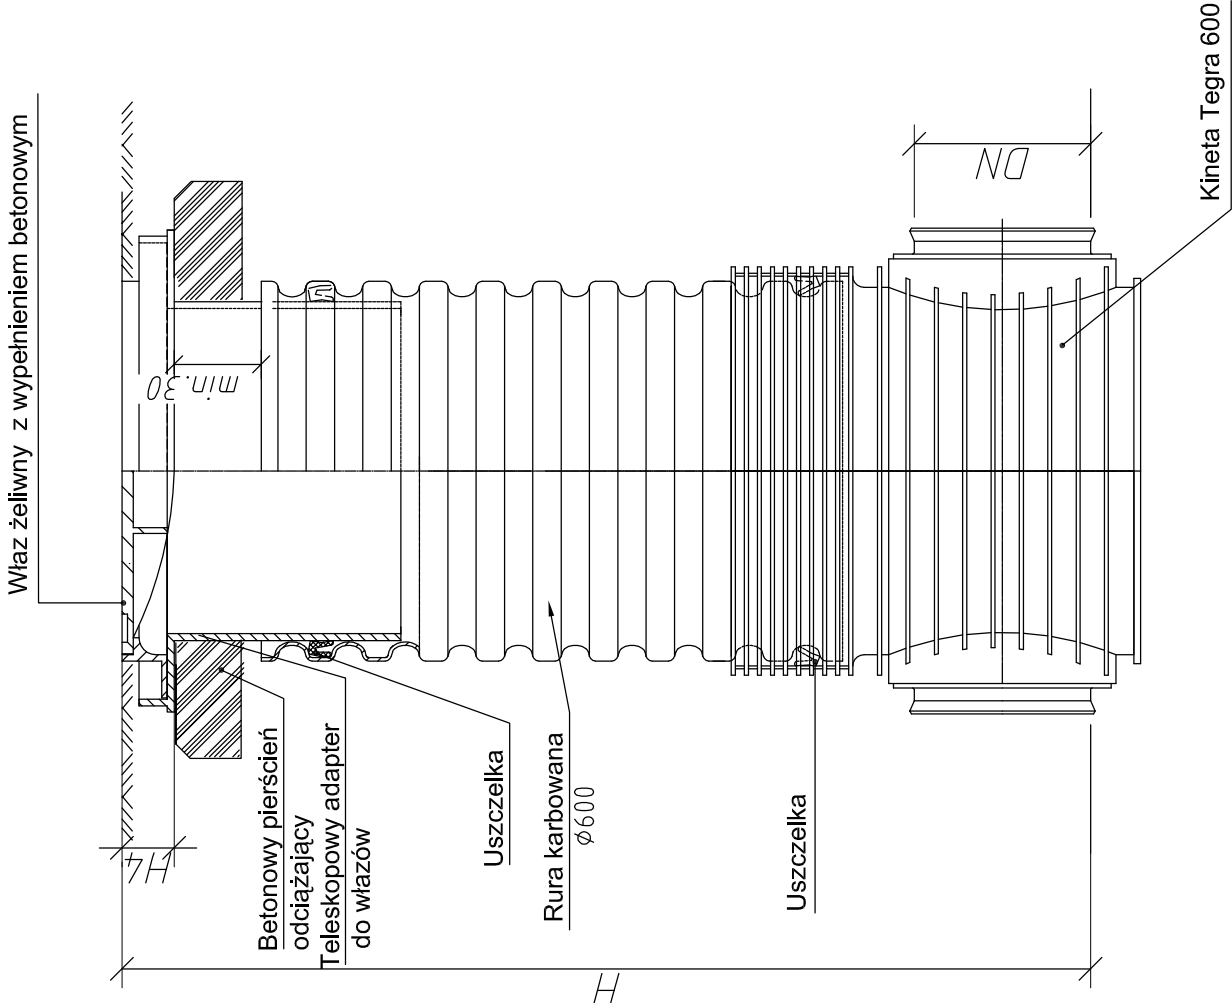 Właz żeliwny z wypełnieniem betonowym
H4
min.30
Betonowy pierścień
odciążający
Teleskopowy adapter
do włazów
Uszczelka
Rura karbowana
ø600
Uszczelka
H
DN
Kineta Tegra 600